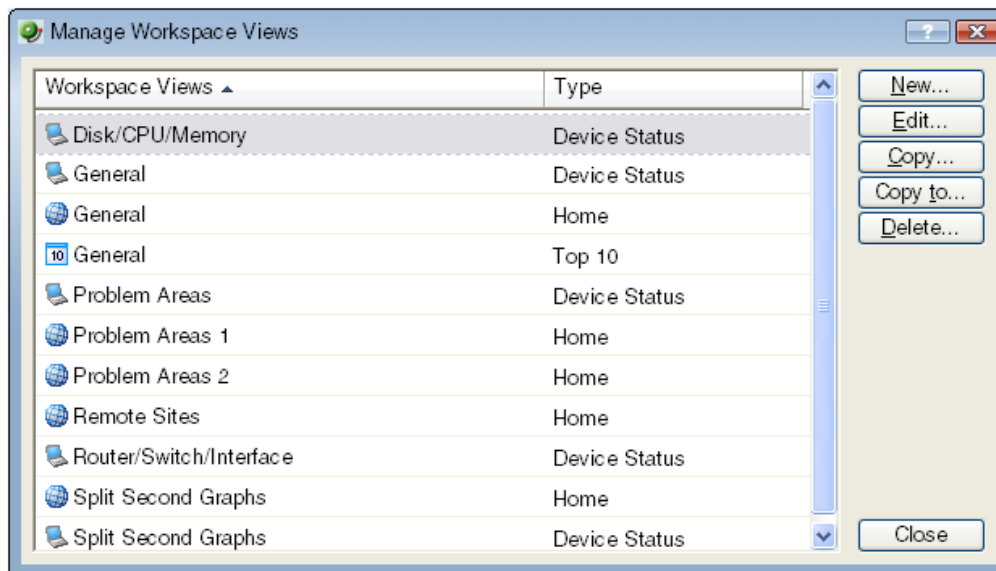 Manage Workspace Views
?
Workspace Views Type
Disk/CPU/Memory Device Status
General Device Status
General Home
10 General Top 10
Problem Areas Device Status
Problem Areas 1 Home
Problem Areas 2 Home
Remote Sites Home
Router/Switch/Interface Device Status
Split Second Graphs Home
Split Second Graphs Device Status
New...
Edit...
Copy...
Copy to...
Delete...
Close